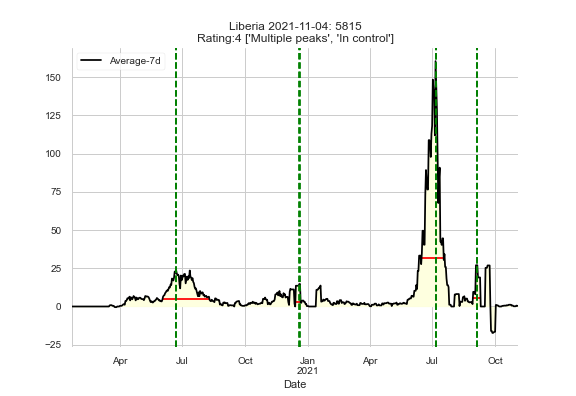 Liberia 2021-11-04: 5815
Rating:4 ['Multiple peaks', 'In control']
Average-7d
150
125
100
75
50
25
0
−25
Apr Jul Oct Jan Apr Jul Oct
2021
Date